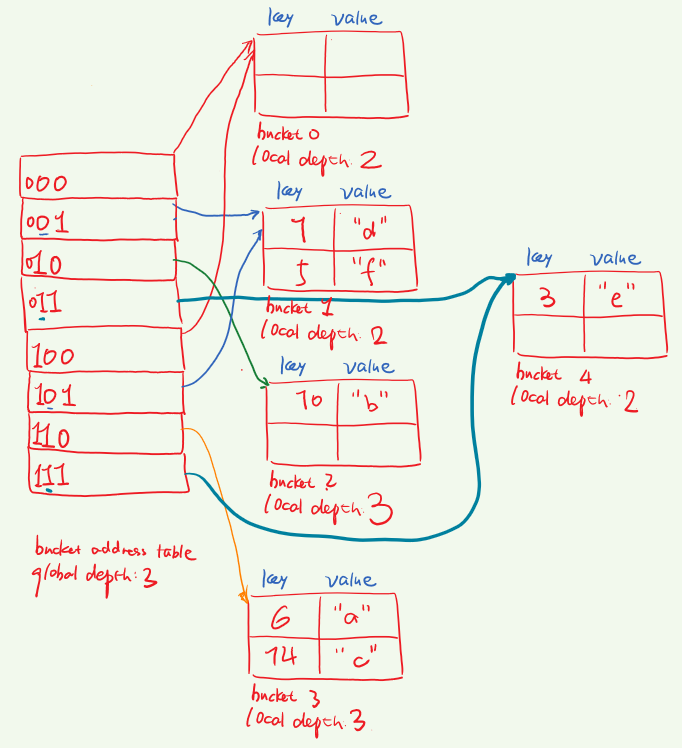 key value
bucket 0
local depth: 2
000
001
010
011
100
101
110
111
bucket address table
global depth: 3
key value
1 "d"
5 "f"
bucket 1
local depth: 2
key value
3 "e"
bucket 4
local depth: 2
key value
10 "b"
bucket 2
local depth: 3
key value
6 "a"
14 "c"
bucket 3
local depth: 3